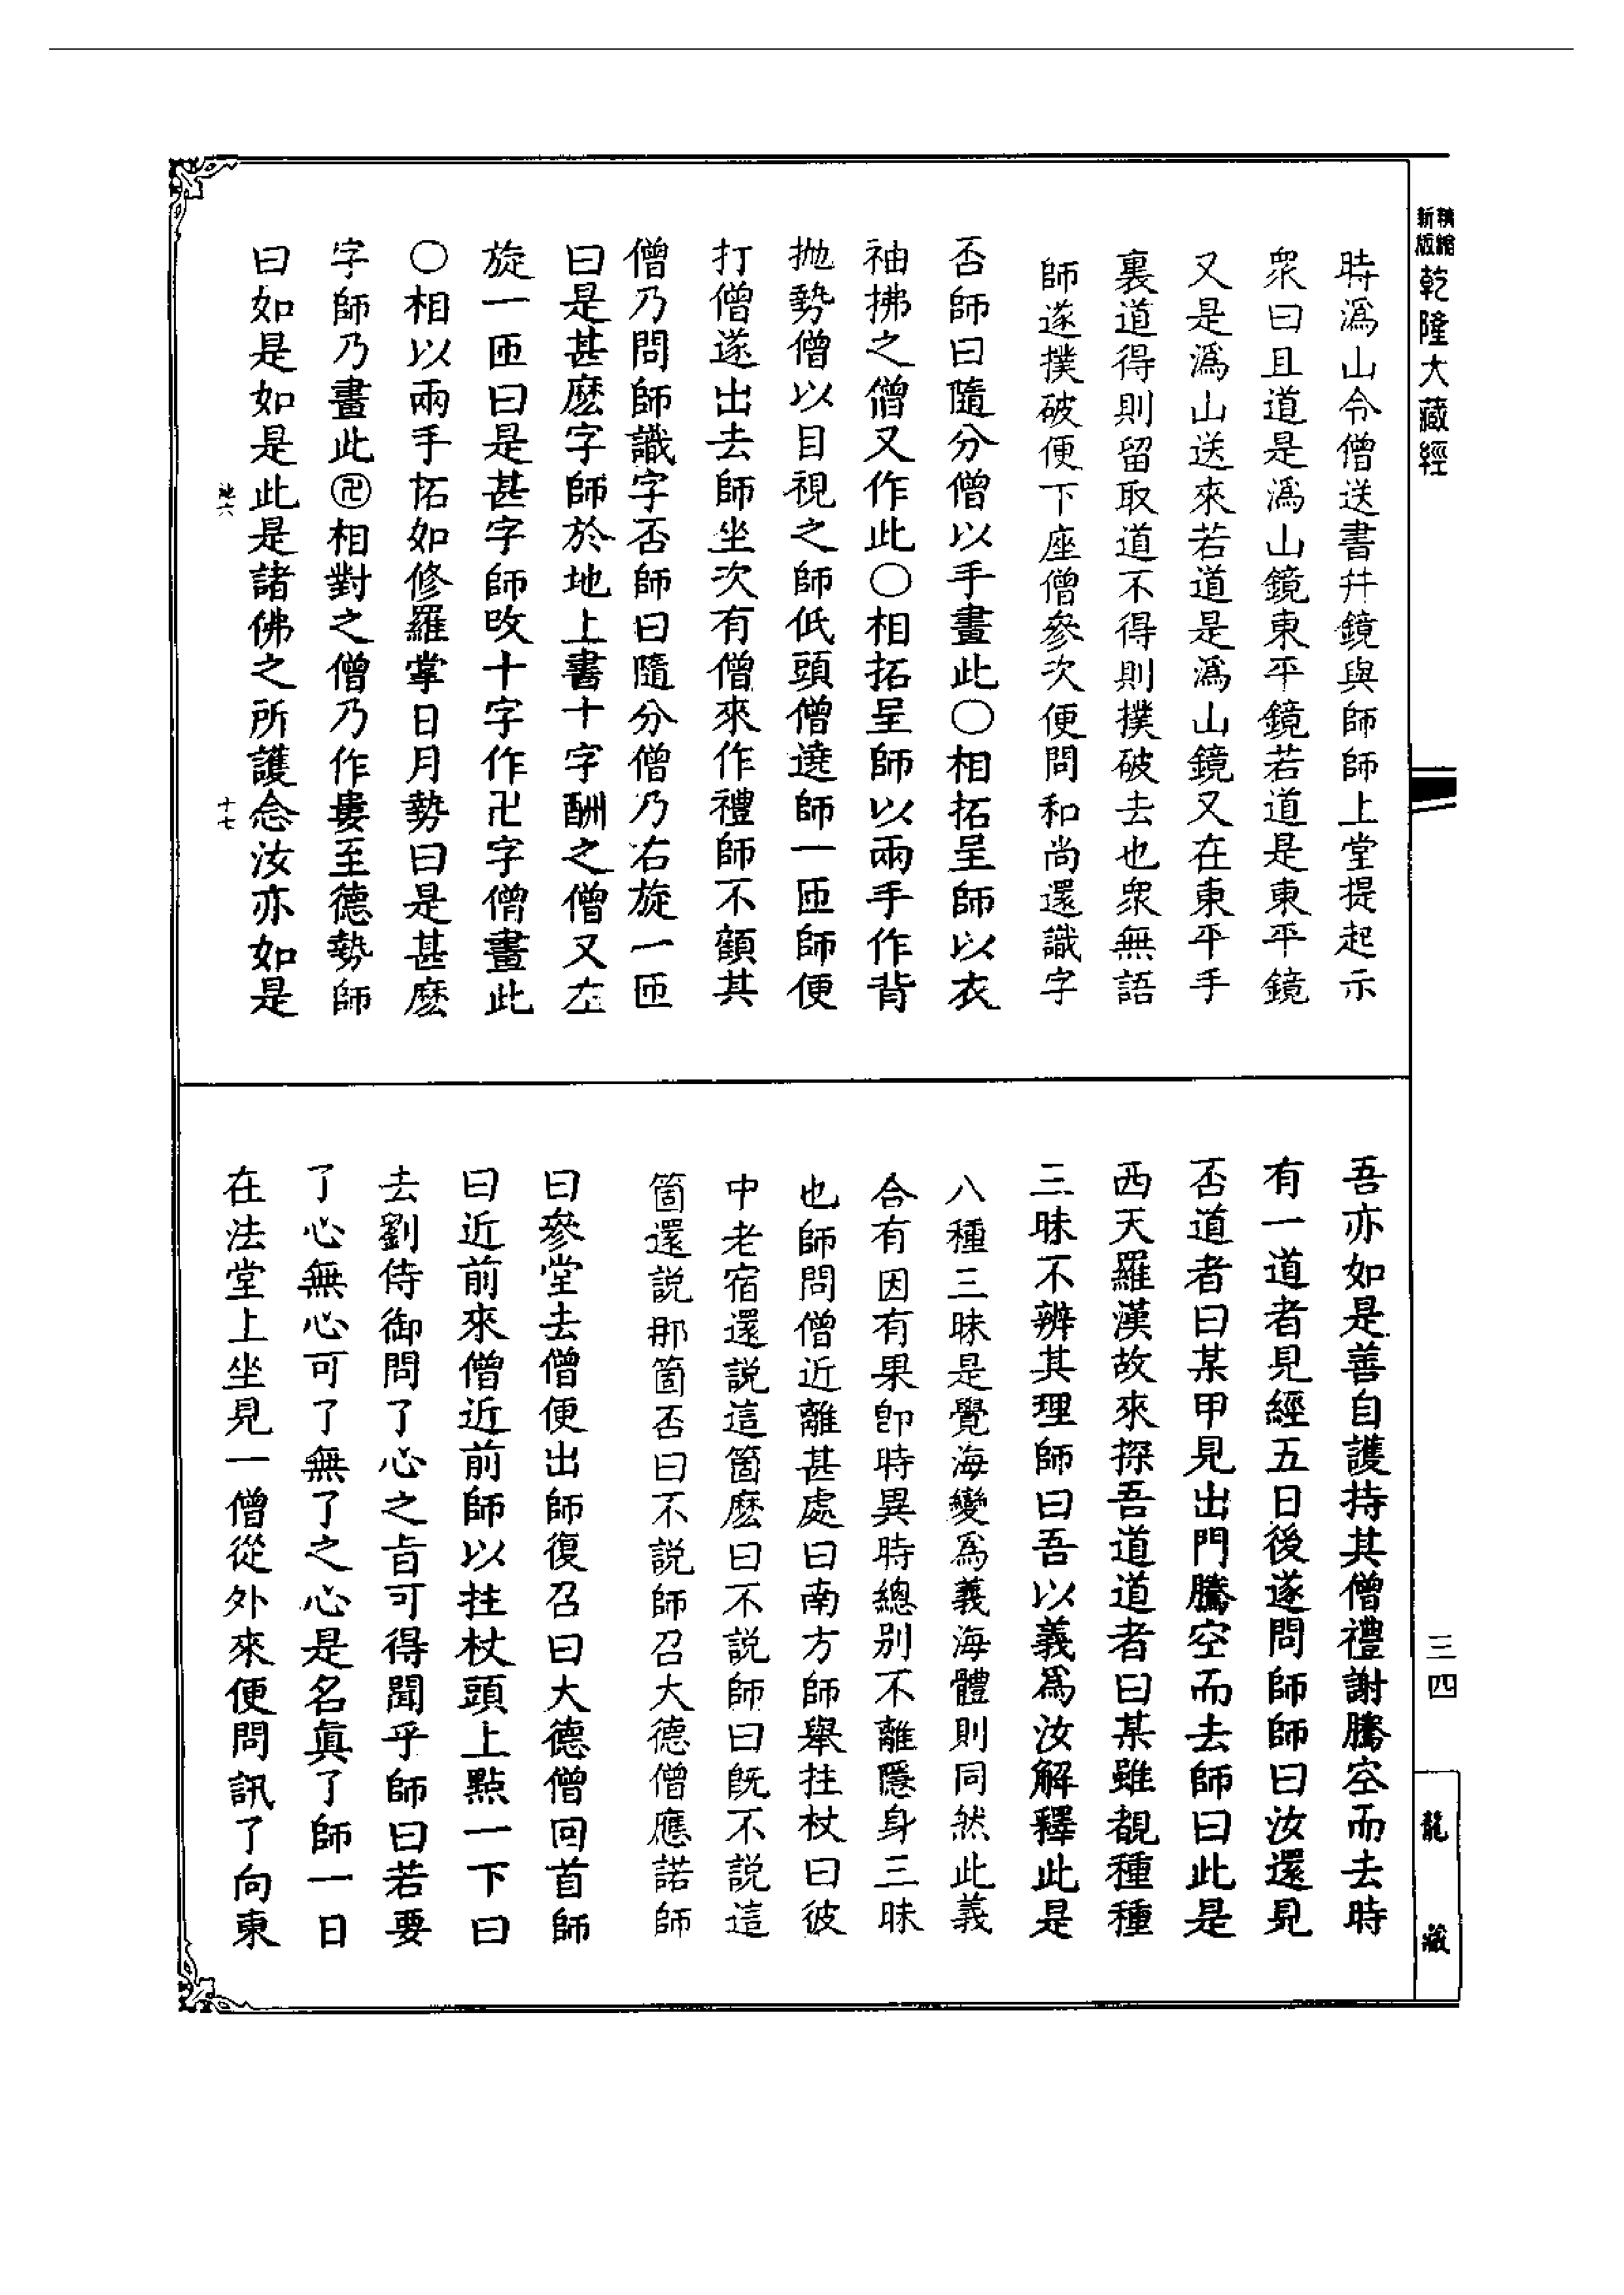 精縮
新版
乾隆大藏經
時溈山令僧送書并鏡與師師上堂提起示
衆曰且道是溈山鏡東平鏡若道是東平鏡
又是溈山送來若道是溈山鏡又在東平手
裏道得則留取道不得則撲破去也衆無語
師遂撲破便下座僧參次便問和尚還識字
否師曰隨分僧以手畫此〇相拓呈師以衣
袖拂之僧又作此〇相拓呈師以兩手作背
拋勢僧以目視之師低頭僧遶師一匝師便
打僧遂出去師坐次有僧來作禮師不顧其
僧乃問師識字否師曰隨分僧乃右旋一匝
曰是甚麽字師於地上書十字酬之僧又左
旋一匝曰是甚字師改十字作卍字僧畫此
〇相以兩手拓如修羅掌日月勢曰是甚麽
字師乃畫此㊣相對之僧乃作婁至德勢師
曰如是如是此是諸佛之所護念汝亦如是
池六
十七
吾亦如是善自護持其僧禮謝騰空而去時
有一道者見經五日後遂問師師曰汝還見
否道者曰某甲見出門騰空而去師曰此是
西天羅漢故來探吾道道者曰某雖覩種種
三昧不辨其理師曰吾以義爲汝解釋此是
八種三昧是覺海變爲義海體則同然此義
合有因有果卽時異時總別不離隱身三昧
也師問僧近離甚處曰南方師舉拄杖曰彼
中老宿還説這箇麽曰不説師曰旣不説這
箇還説那箇否曰不説師召大德僧應諾師
曰參堂去僧便出師復召曰大德僧回首師
曰近前來僧近前師以拄杖頭上點一下曰
去劉侍御問了心之旨可得聞乎師曰若要
了心無心可了無了之心是名眞了師一日
在法堂上坐見一僧從外來便問訊了向東
三四
龍藏